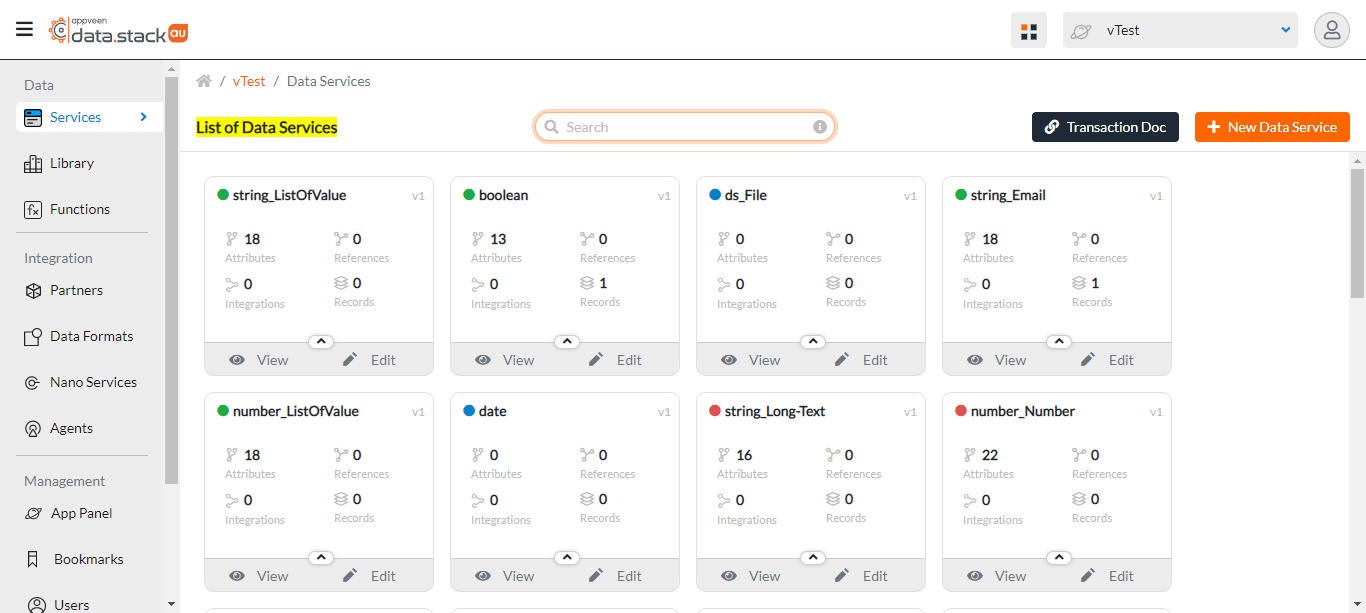 appveen
data.stack au
vTest
Data
Services
Library
Functions
Integration
Partners
Data Formats
Nano Services
Agents
Management
App Panel
Bookmarks
Users
/ vTest / Data Services
List of Data Services
Search
Transaction Doc
New Data Service
string_ListOfValue v1
18 0
Attributes References
0 0
Integrations Records
View Edit
boolean v1
13 0
Attributes References
0 1
Integrations Records
View Edit
ds_File v1
0 0
Attributes References
0 0
Integrations Records
View Edit
string_Email v1
18 0
Attributes References
0 1
Integrations Records
View Edit
number_ListOfValue v1
18 0
Attributes References
0 0
Integrations Records
View Edit
date v1
0 0
Attributes References
0 0
Integrations Records
View Edit
string_Long-Text v1
16 0
Attributes References
0 0
Integrations Records
View Edit
number_Number v1
22 0
Attributes References
0 0
Integrations Records
View Edit